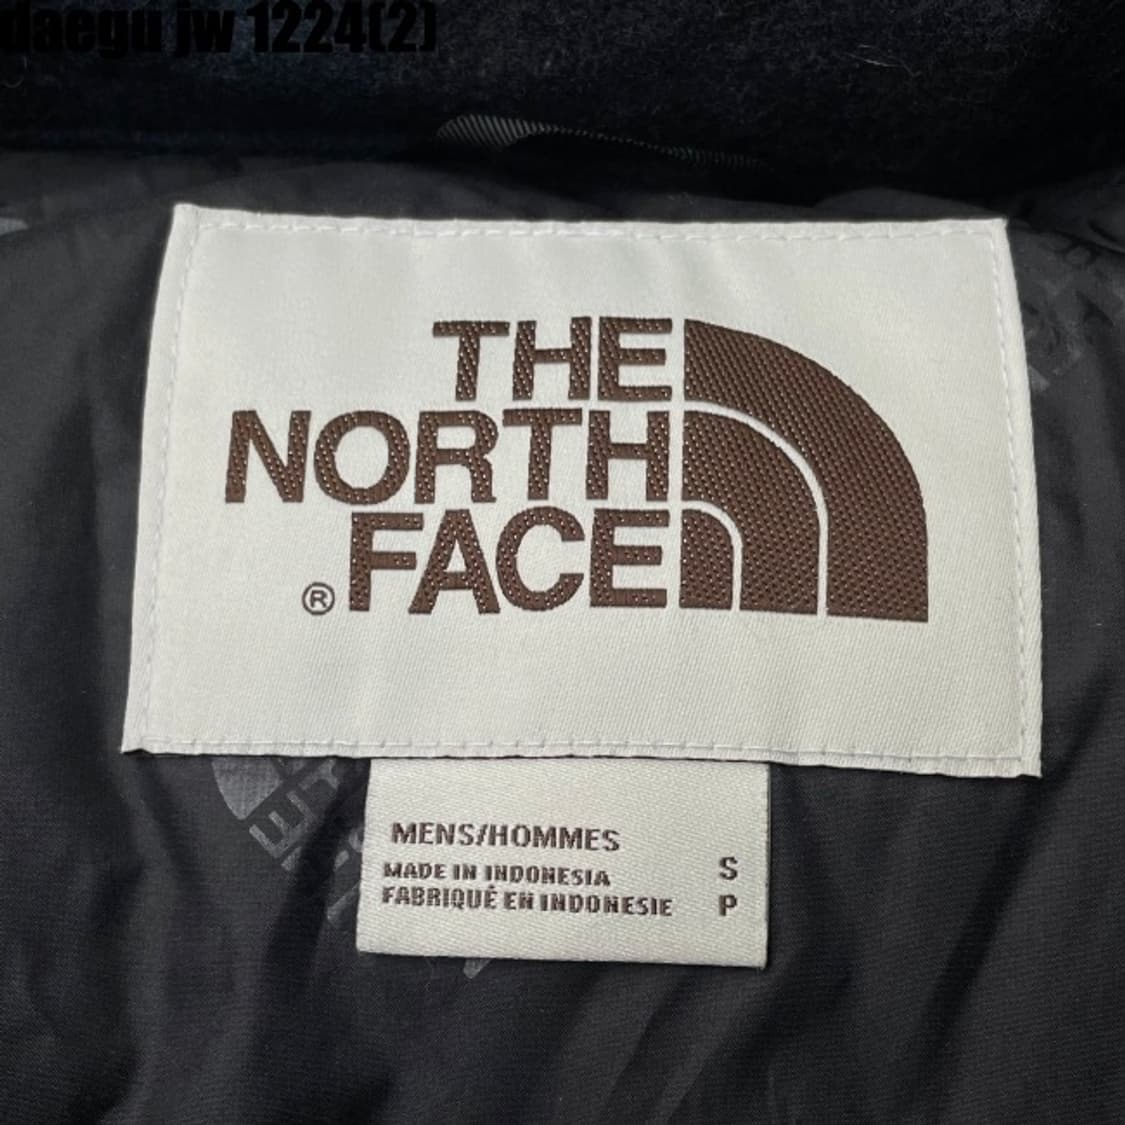 daegu jw 1224(2)
THE
NORTH
FACE
®
MENS/HOMMES
MADE IN INDONESIA S
FABRIQUÉ EN INDONESIE P